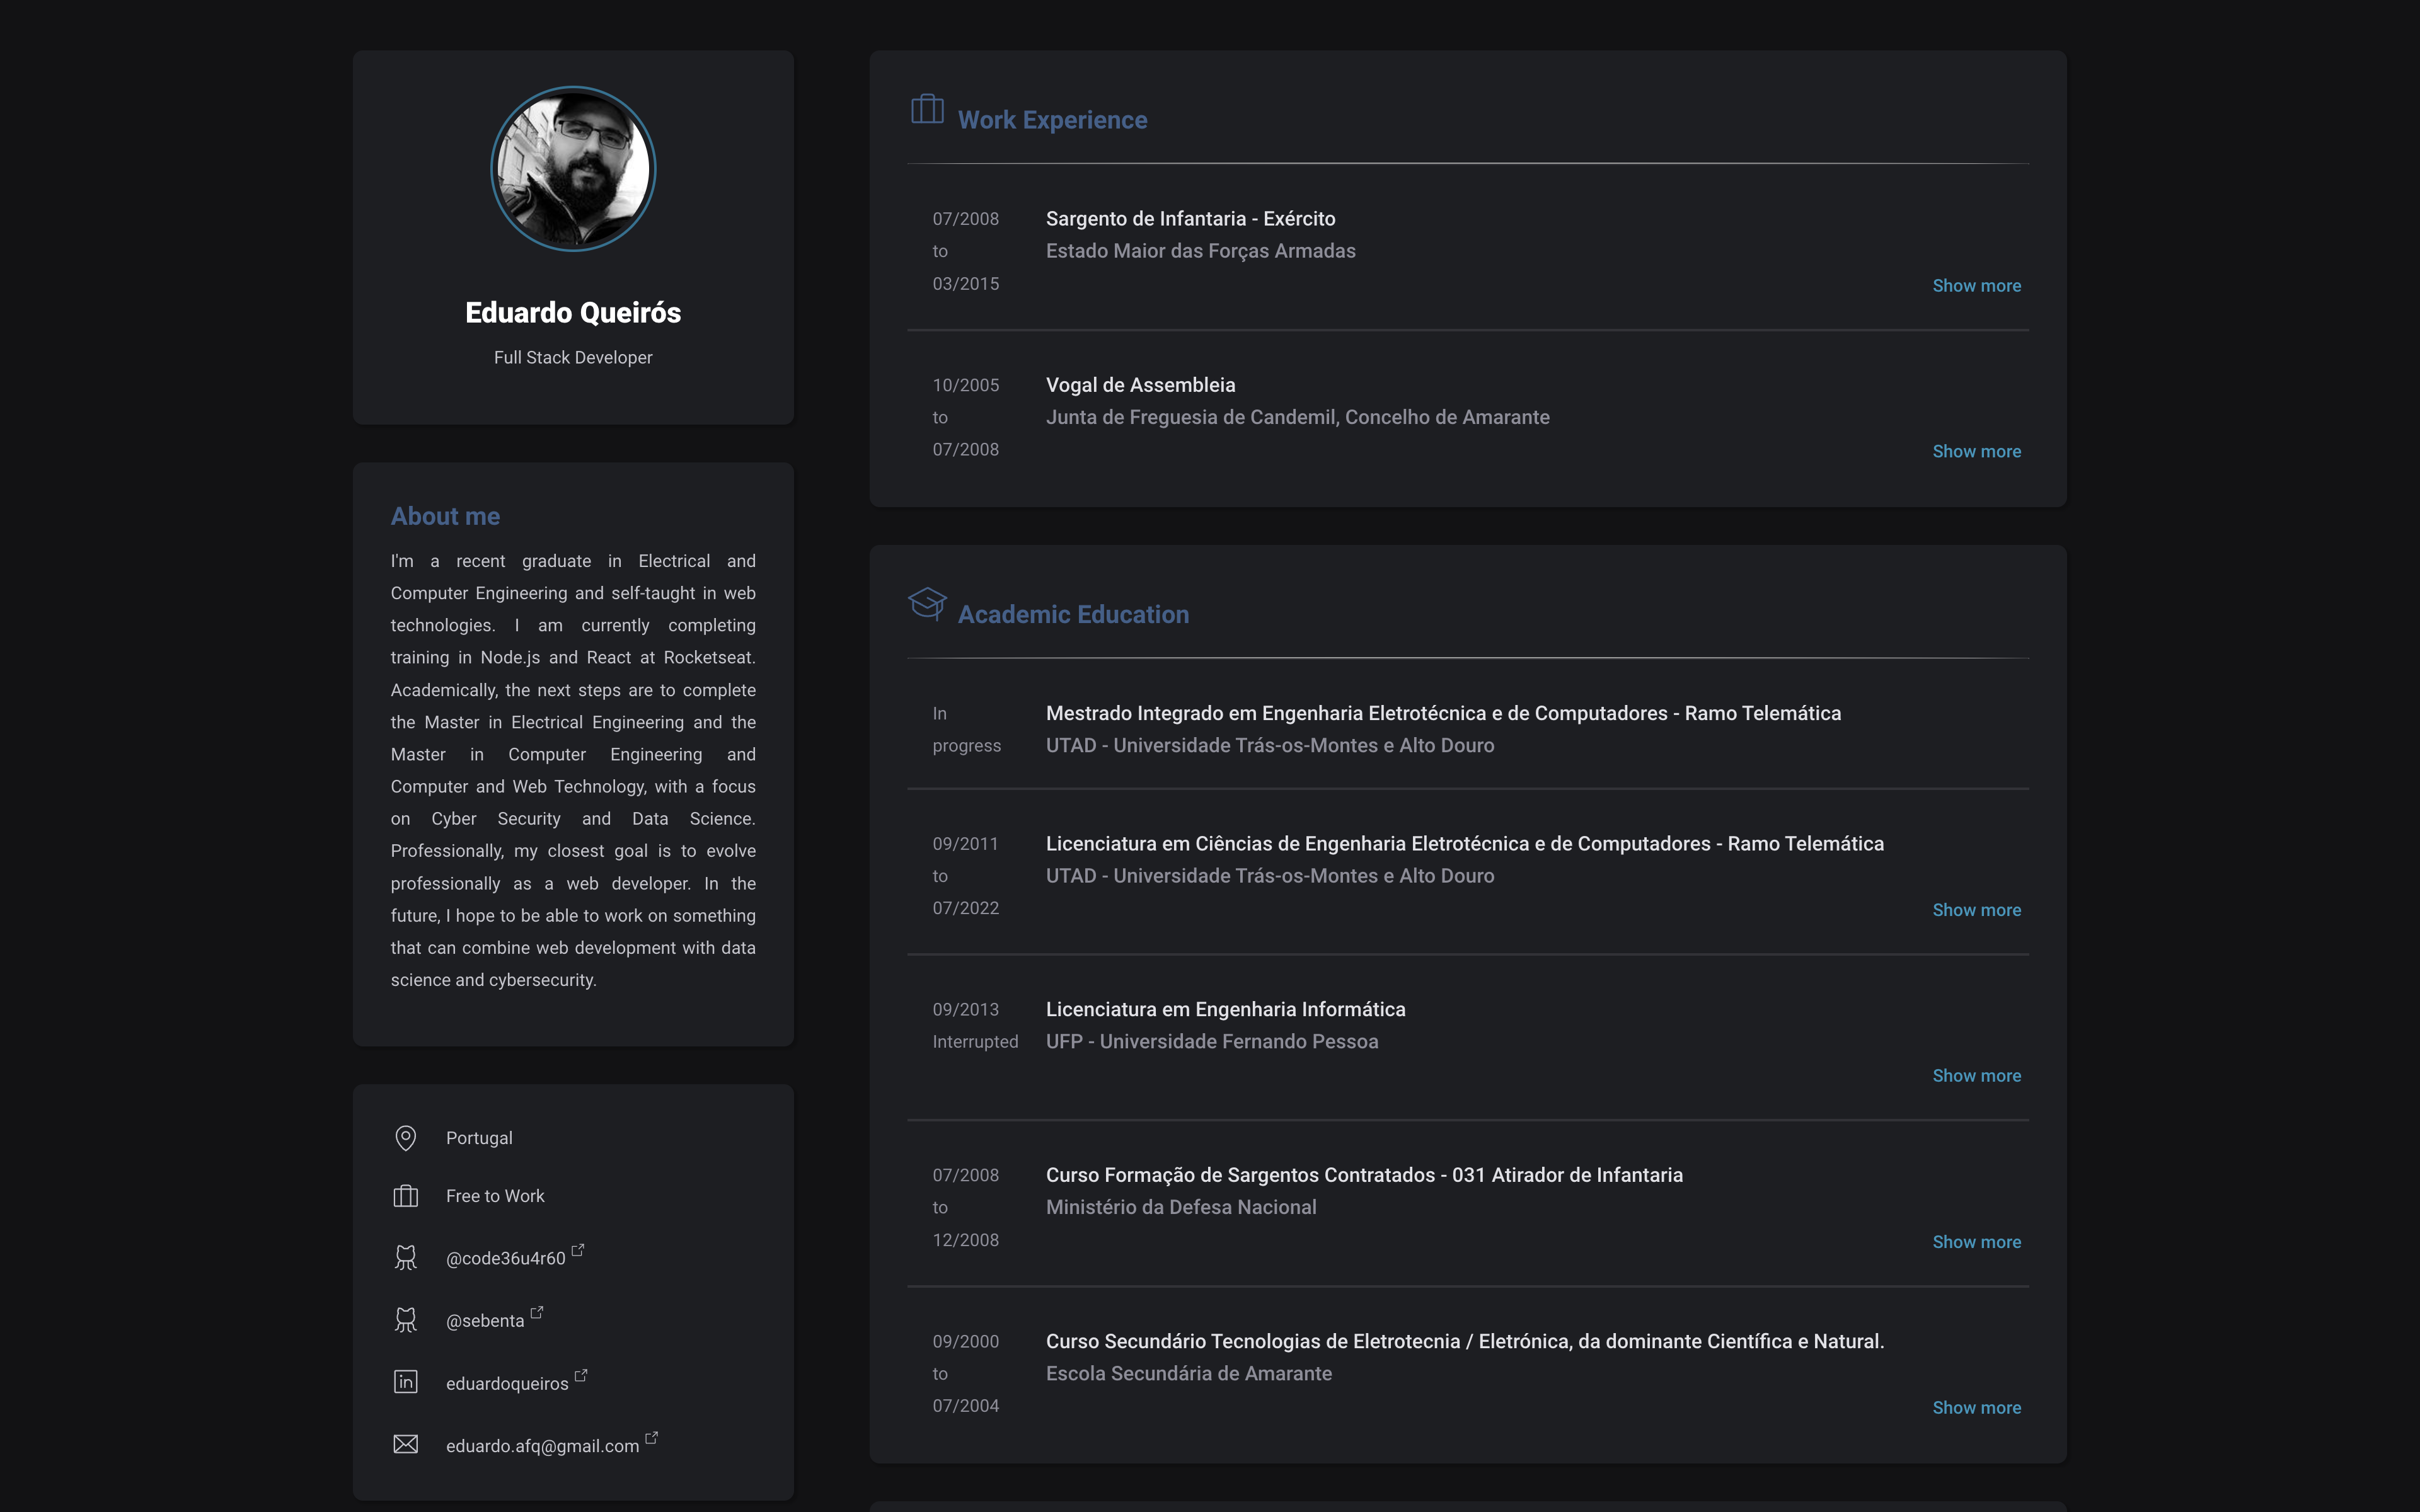 Eduardo Queirós
Full Stack Developer
About me
I'm a recent graduate in Electrical and
Computer Engineering and self-taught in web
technologies. I am currently completing
training in Node.js and React at Rocketseat.
Academically, the next steps are to complete
the Master in Electrical Engineering and the
Master in Computer Engineering and
Computer and Web Technology, with a focus
on Cyber Security and Data Science.
Professionally, my closest goal is to evolve
professionally as a web developer. In the
future, I hope to be able to work on something
that can combine web development with data
science and cybersecurity.
Portugal
Free to Work
@code36u4r60
@sebenta
eduardoqueiros
eduardo.afq@gmail.com
Work Experience
07/2008
to
03/2015
Sargento de Infantaria - Exército
Estado Maior das Forças Armadas
Show more
10/2005
to
07/2008
Vogal de Assembleia
Junta de Freguesia de Candemil, Concelho de Amarante
Show more
Academic Education
In
progress
Mestrado Integrado em Engenharia Eletrotécnica e de Computadores - Ramo Telemática
UTAD - Universidade Trás-os-Montes e Alto Douro
09/2011
to
07/2022
Licenciatura em Ciências de Engenharia Eletrotécnica e de Computadores - Ramo Telemática
UTAD - Universidade Trás-os-Montes e Alto Douro
Show more
09/2013
Interrupted
Licenciatura em Engenharia Informática
UFP - Universidade Fernando Pessoa
Show more
07/2008
to
12/2008
Curso Formação de Sargentos Contratados - 031 Atirador de Infantaria
Ministério da Defesa Nacional
Show more
09/2000
to
07/2004
Curso Secundário Tecnologias de Eletrotecnia / Eletrónica, da dominante Científica e Natural.
Escola Secundária de Amarante
Show more